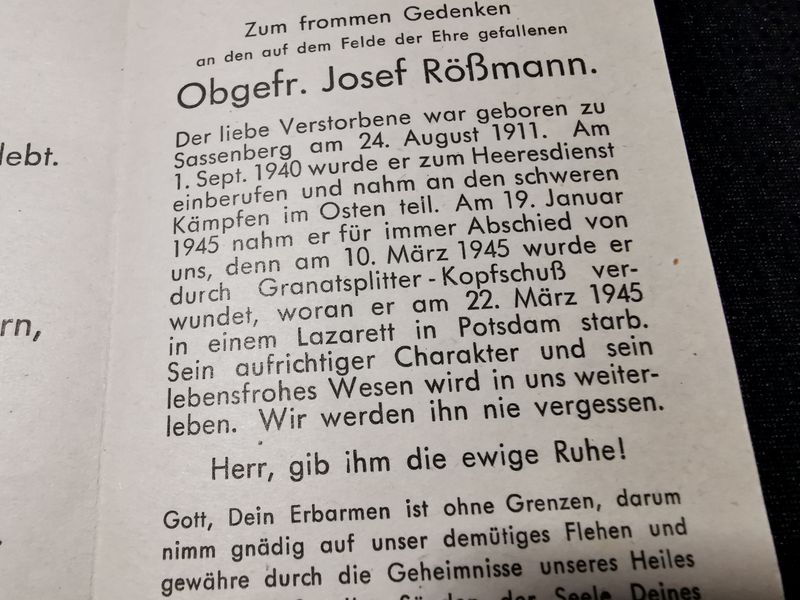 Zum frommen Gedenken
an den auf dem Felde der Ehre gefallenen
Obgefr. Josef Rößmann.
Der liebe Verstorbene war geboren zu
Sassenberg am 24. August 1911. Am
1. Sept. 1940 wurde er zum Heeresdienst
einberufen und nahm an den schweren
Kämpfen im Osten teil. Am 19. Januar
1945 nahm er für immer Abschied von
uns, denn am 10. März 1945 wurde er
durch Granatsplitter - Kopfschuß ver-
wundet, woran er am 22. März 1945
in einem Lazarett in Potsdam starb.
Sein aufrichtiger Charakter und sein
lebensfrohes Wesen wird in uns weiter-
leben. Wir werden ihn nie vergessen.
Herr, gib ihm die ewige Ruhe!
Gott, Dein Erbarmen ist ohne Grenzen, darum
nimm gnädig auf unser demütiges Flehen und
gewähre durch die Geheimnisse unseres Heiles
der Seele Deines